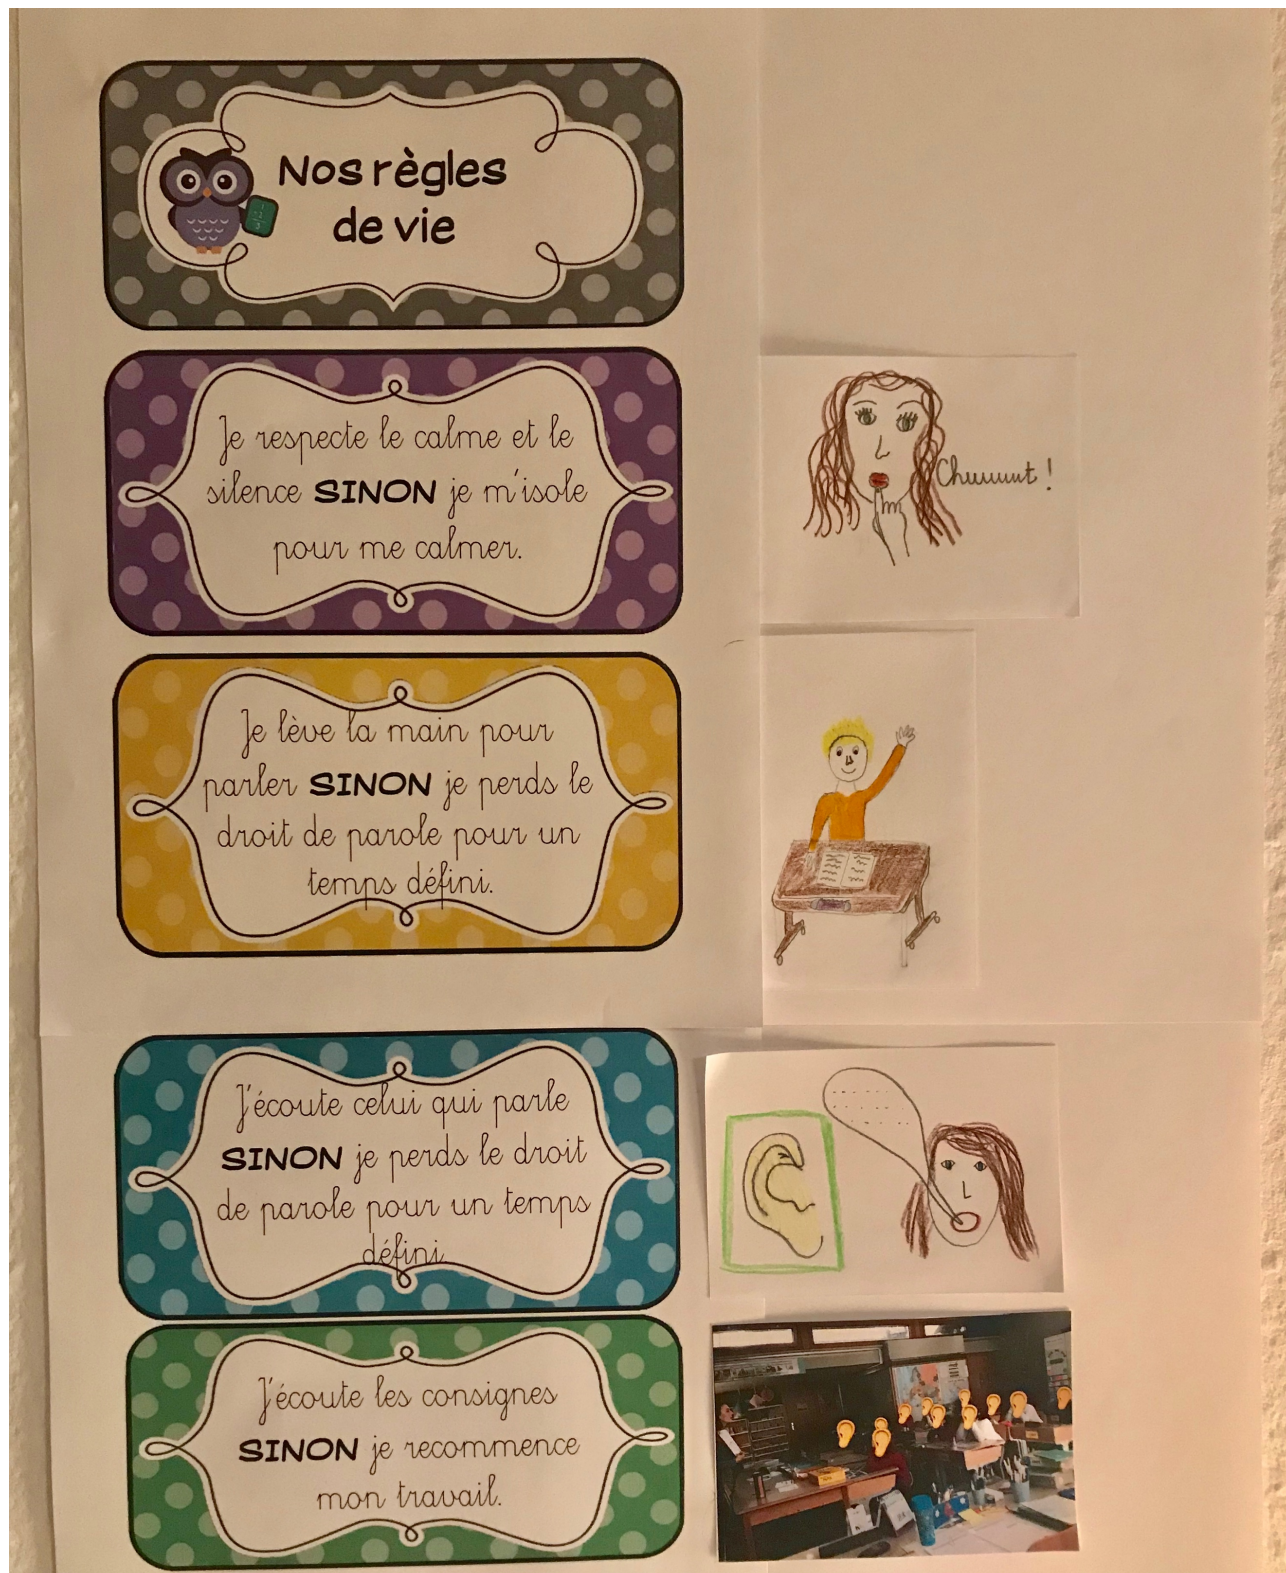 Nos règles
de vie
Je respecte le calme et le
silence SINON je m'isole
pour me calmer.
Chuuuut !
Je lève la main pour
parler SINON je perds le
droit de parole pour un
temps défini.
J'écoute celui qui parle
SINON je perds le droit
de parole pour un temps
défini
J'écoute les consignes
SINON je recommence
mon travail.